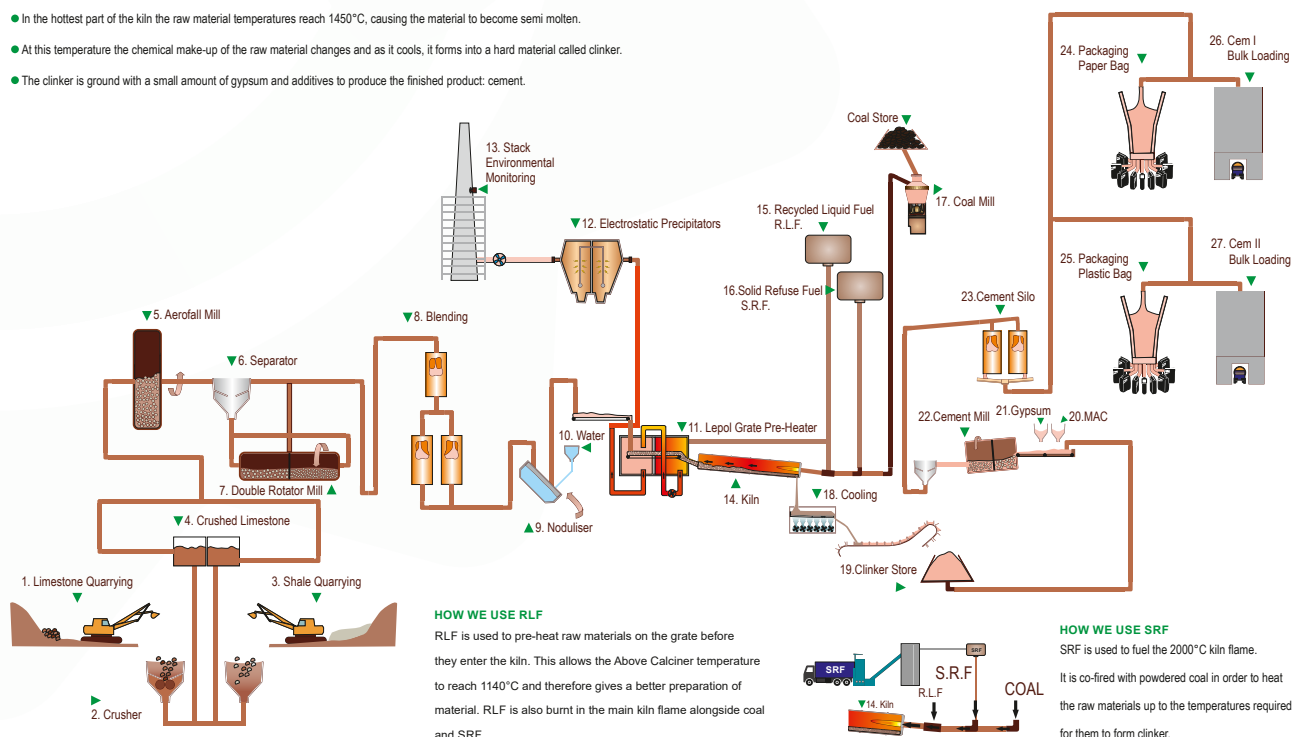 ● In the hottest part of the kiln the raw material temperatures reach 1450°C, causing the material to become semi molten.
● At this temperature the chemical make-up of the raw material changes and as it cools, it forms into a hard material called clinker.
● The clinker is ground with a small amount of gypsum and additives to produce the finished product: cement.
24. Packaging
Paper Bag
26. Cem I
Bulk Loading
Coal Store
13. Stack
Environmental
Monitoring
17. Coal Mill
15. Recycled Liquid Fuel
R.L.F.
12. Electrostatic Precipitators
27. Cem II
Bulk Loading
25. Packaging
Plastic Bag
16.Solid Refuse Fuel
S.R.F.
23.Cement Silo
5. Aerofall Mill
8. Blending
6. Separator
21.Gypsum
20.MAC
22.Cement Mill
11. Lepol Grate Pre-Heater
10. Water
7. Double Rotator Mill
14. Kiln
18. Cooling
4. Crushed Limestone
9. Noduliser
19.Clinker Store
1. Limestone Quarrying
3. Shale Quarrying
2. Crusher
HOW WE USE RLF
RLF is used to pre-heat raw materials on the grate before
they enter the kiln. This allows the Above Calciner temperature
to reach 1140°C and therefore gives a better preparation of
material. RLF is also burnt in the main kiln flame alongside coal
and SRF
SRF
SRF
S.R.F
R.L.F
COAL
14. Kiln
HOW WE USE SRF
SRF is used to fuel the 2000°C kiln flame.
It is co-fired with powdered coal in order to heat
the raw materials up to the temperatures required
for them to form clinker.